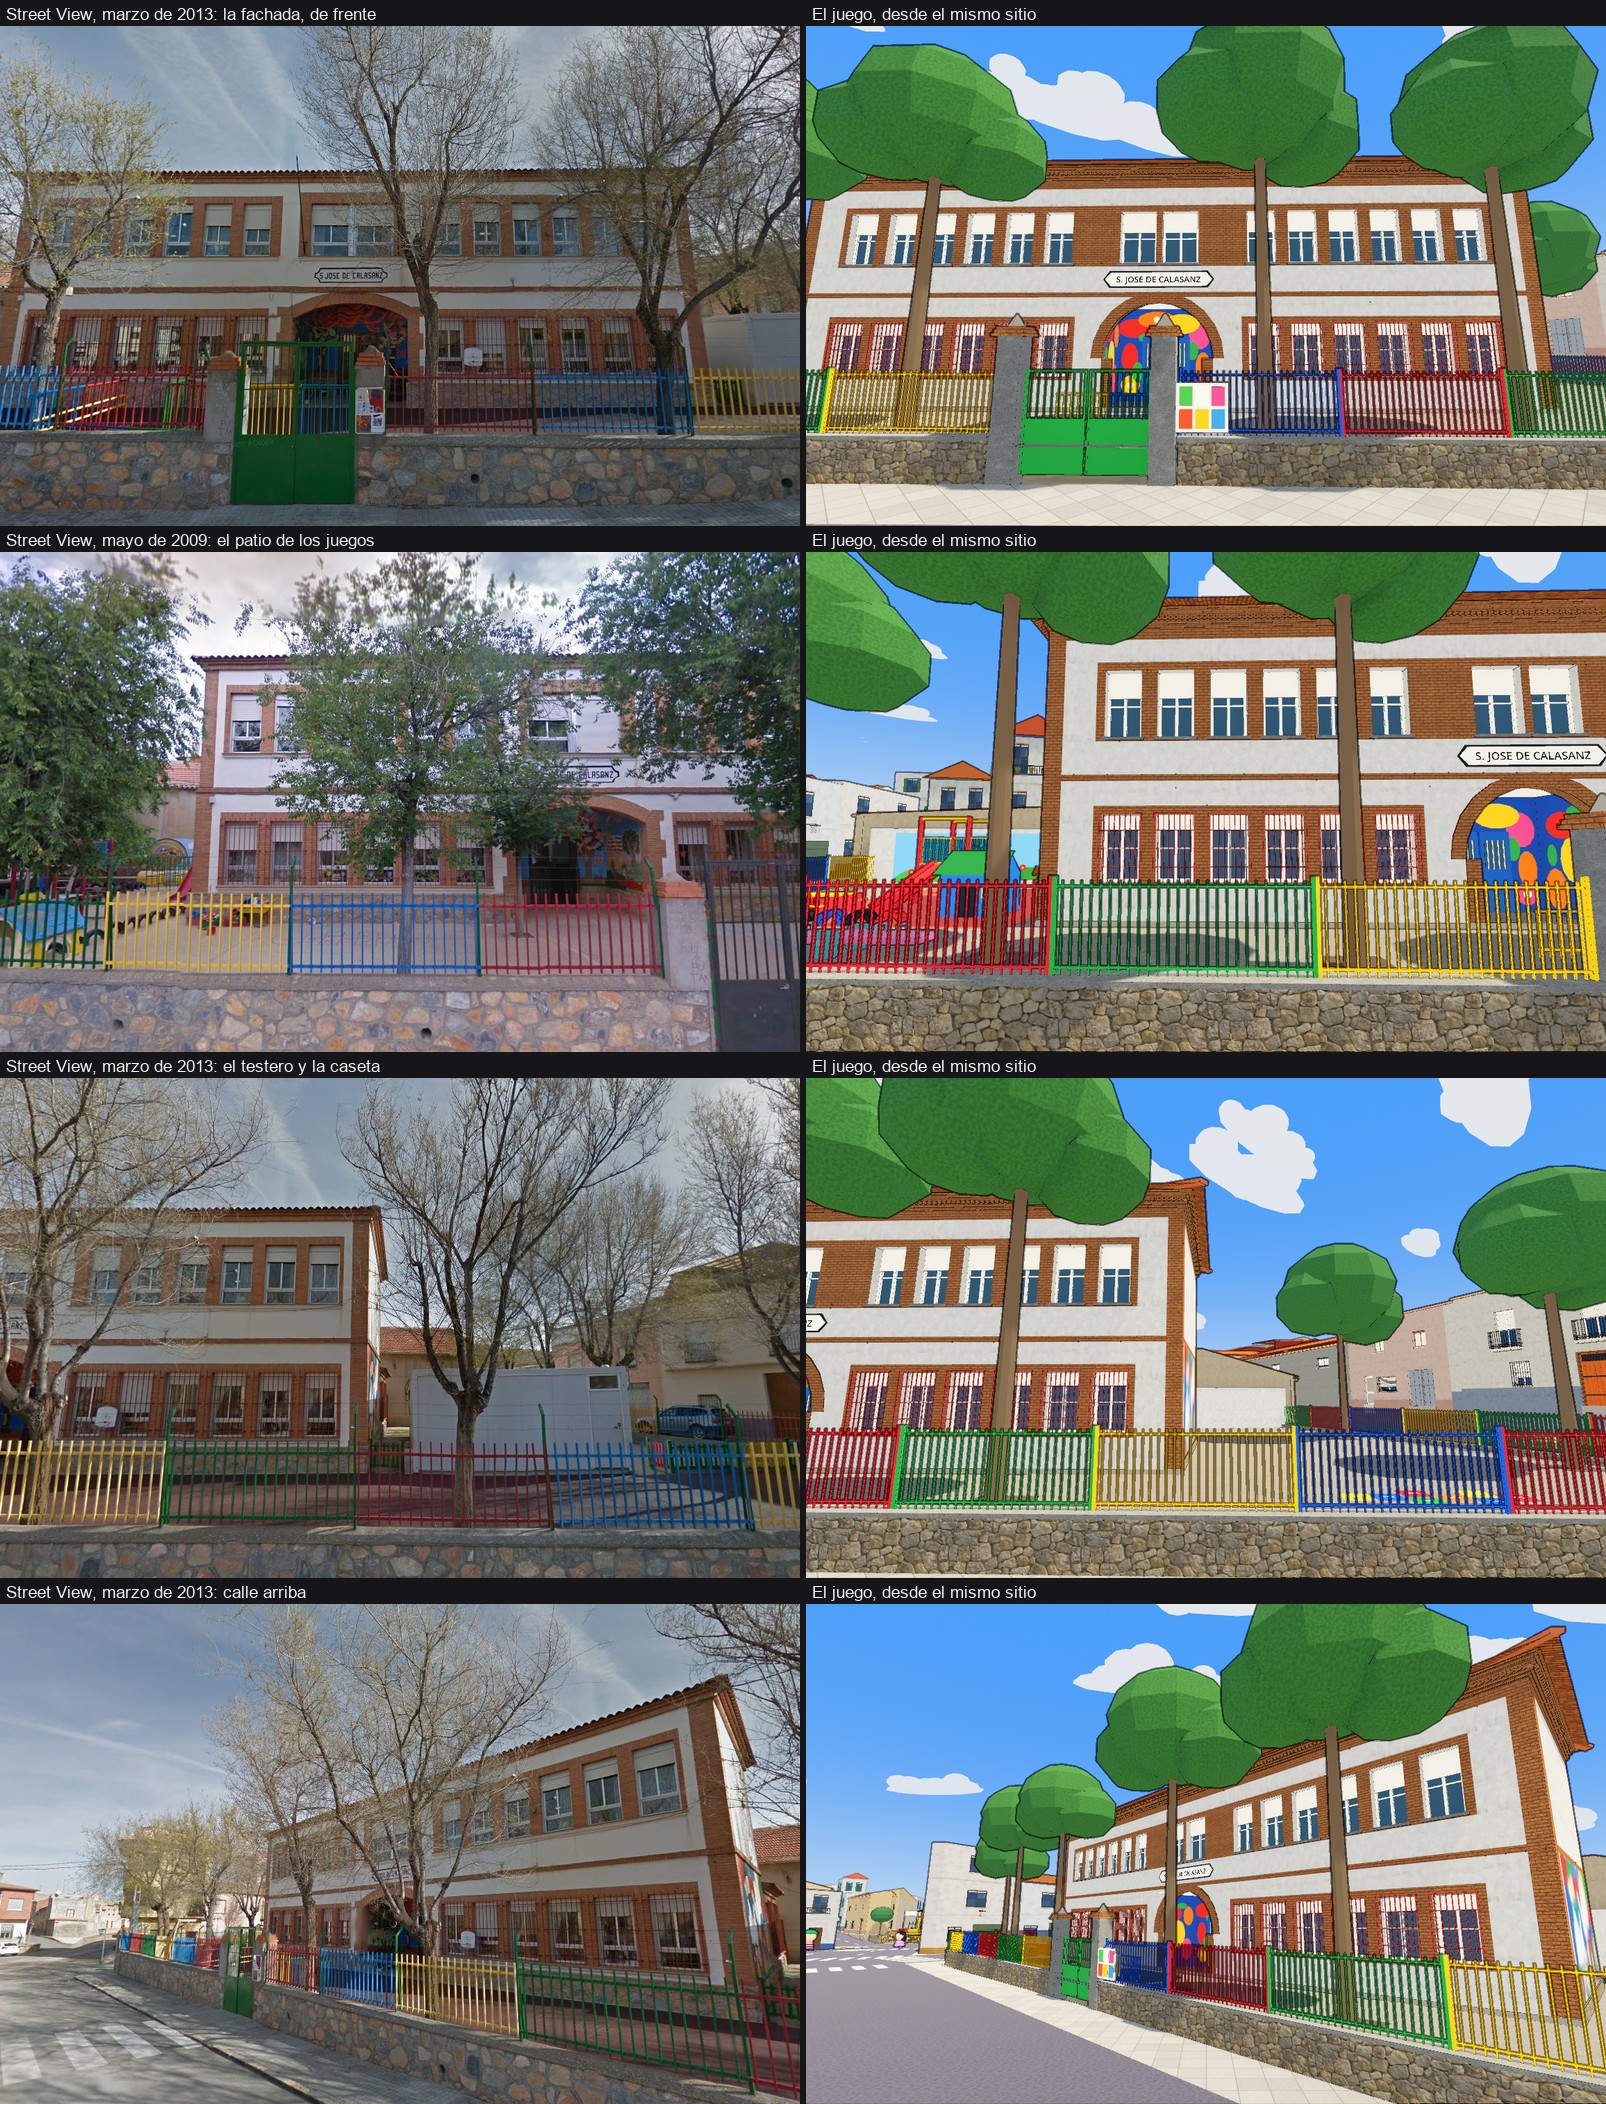 Street View, marzo de 2013: la fachada, de frente
El juego, desde el mismo sitio
S JOSE DE CALASANZ
S. JOSE DE CALASANZ
Street View, mayo de 2009: el patio de los juegos
El juego, desde el mismo sitio
DE CALASANZ
S. JOSE DE CALASANZ
Street View, marzo de 2013: el testero y la caseta
El juego, desde el mismo sitio
Street View, marzo de 2013: calle arriba
El juego, desde el mismo sitio